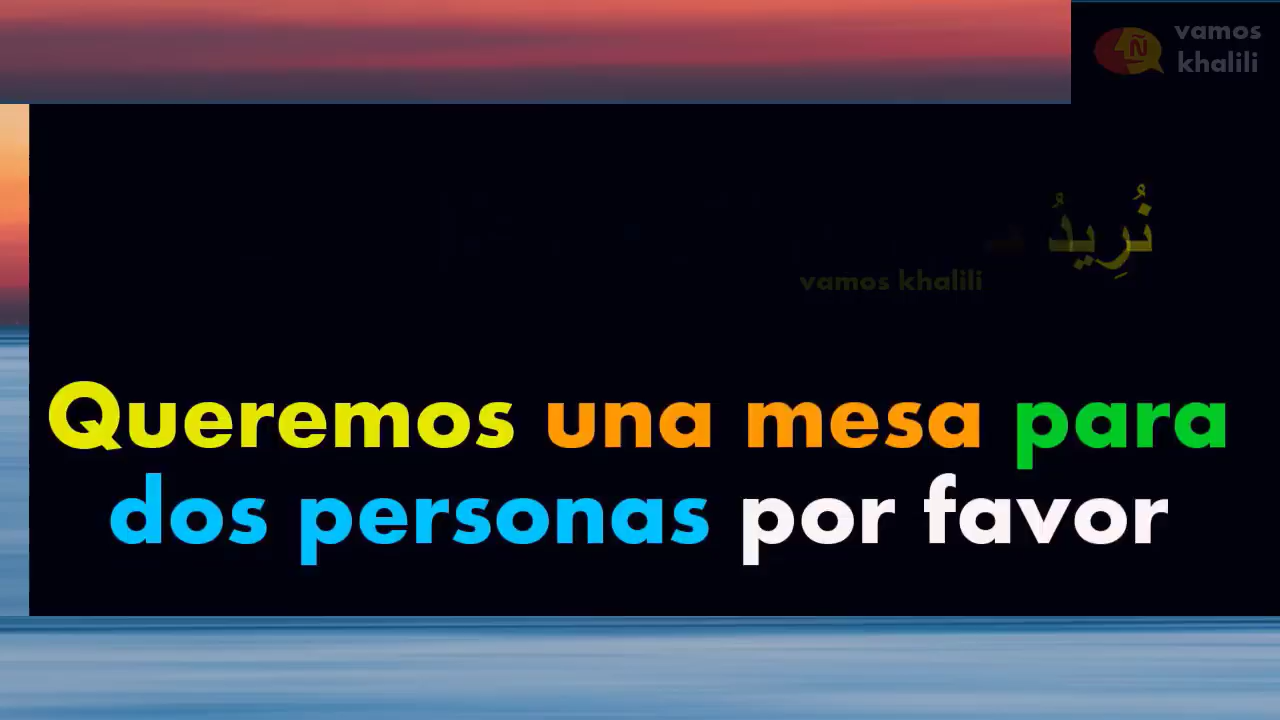 vamos
khalili
نُرِيدُ
vamos khalili
Queremos una mesa para
dos personas por favor